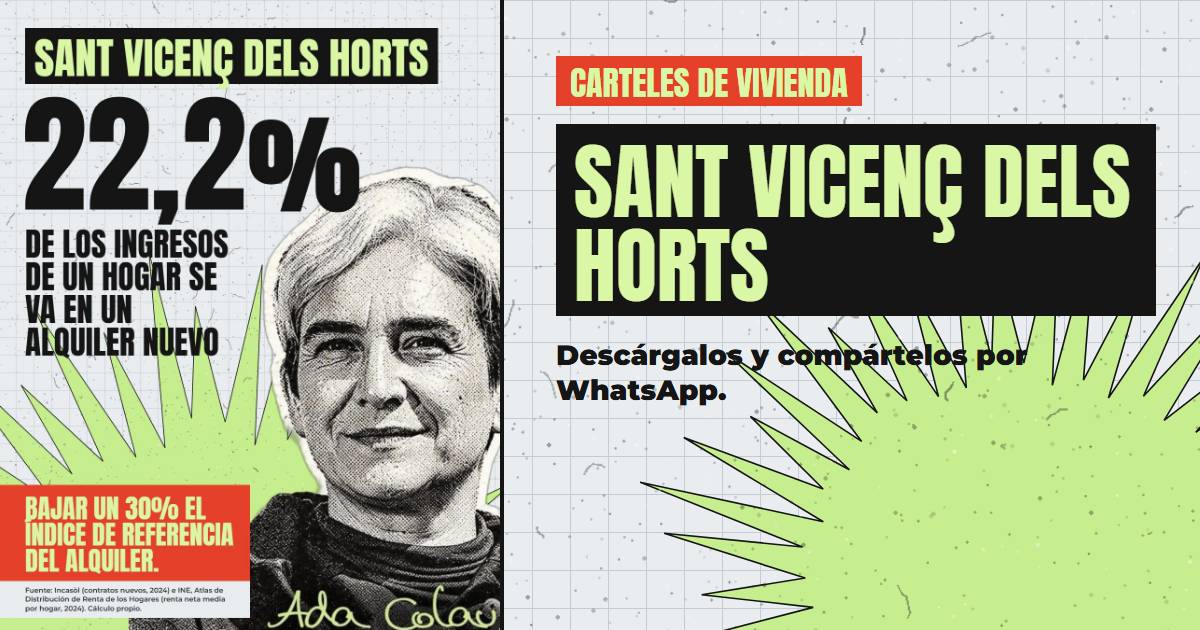 SANT VICENÇ DELS HORTS
22,2%
DE LOS INGRESOS
DE UN HOGAR SE
VA EN UN
ALQUILER NUEVO
BAJAR UN 30% EL
ÍNDICE DE REFERENCIA
DEL ALQUILER.
Fuente: Incasòl (contratos nuevos, 2024) e INE, Atlas de
Distribución de Renta de los Hogares (renta neta media
por hogar, 2024). Cálculo propio.
Ada Colau
CARTELES DE VIVIENDA
SANT VICENÇ DELS
HORTS
Descárgalos y compártelos por
WhatsApp.